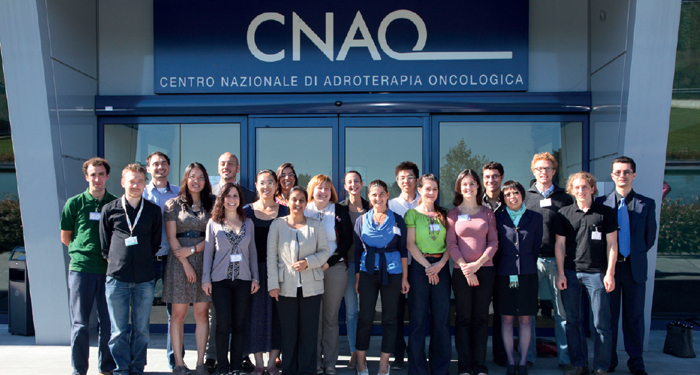 CNAO
CENTRO NAZIONALE DI ADROTERAPIA ONCOLOGICA